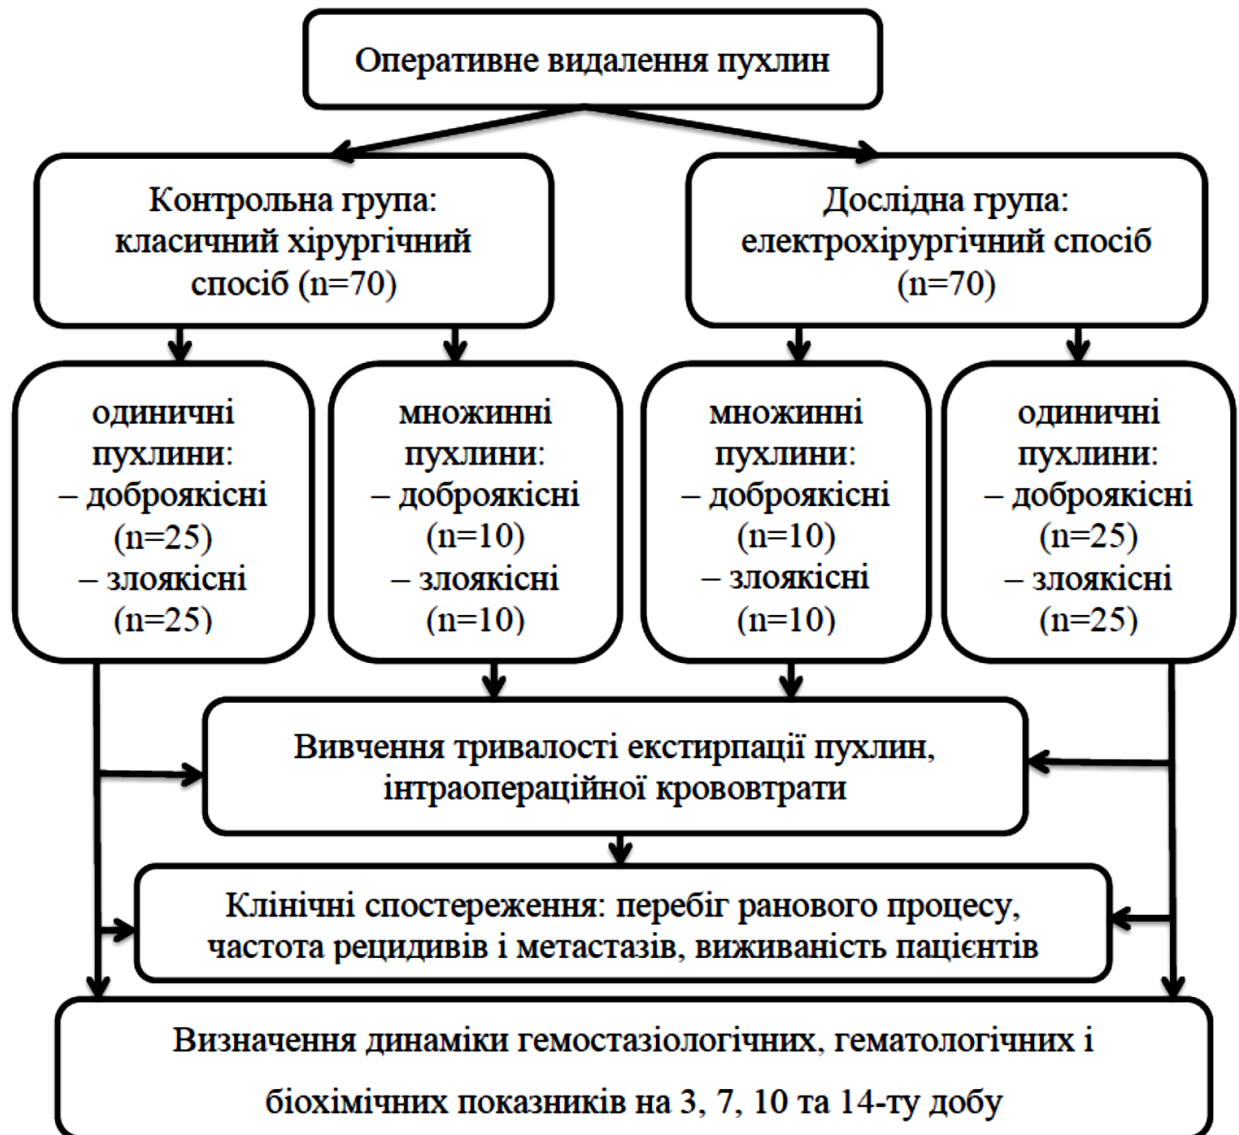 Оперативне видалення пухлин
Контрольна група:
класичний хірургічний
спосіб (n=70)
Дослідна група:
електрохірургічний спосіб
(n=70)
одиничні
пухлини:
– доброякісні
(n=25)
– злоякісні
(n=25)
множинні
пухлини:
– доброякісні
(n=10)
– злоякісні
(n=10)
множинні
пухлини:
– доброякісні
(n=10)
– злоякісні
(n=10)
одиничні
пухлини:
– доброякісні
(n=25)
– злоякісні
(n=25)
Вивчення тривалості екстирпації пухлин,
інтраопераційної крововтрати
Клінічні спостереження: перебіг ранового процесу,
частота рецидивів і метастазів, виживаність пацієнтів
Визначення динаміки гемостазіологічних, гематологічних і
біохімічних показників на 3, 7, 10 та 14-ту добу